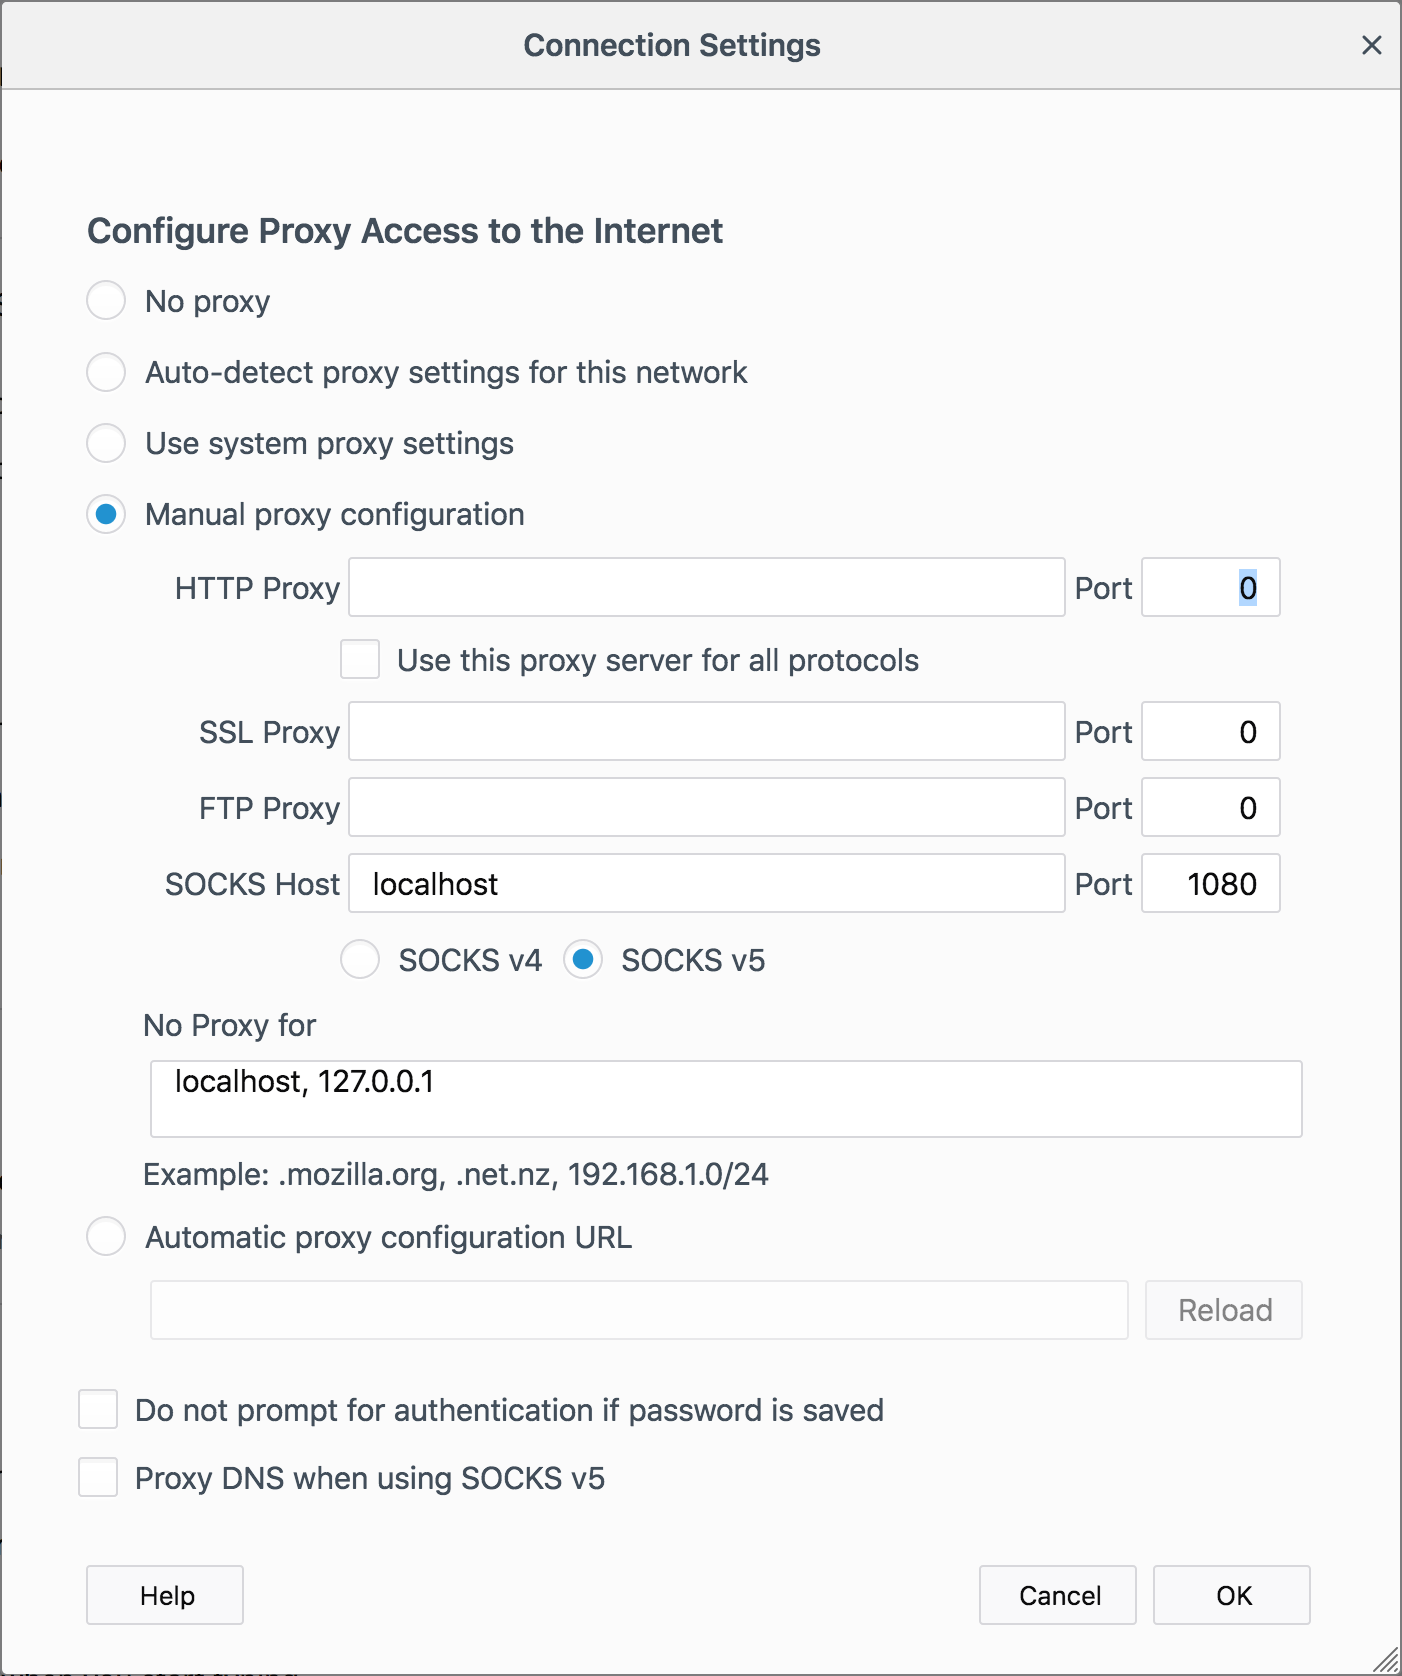 Connection Settings
Configure Proxy Access to the Internet
No proxy
Auto-detect proxy settings for this network
Use system proxy settings
Manual proxy configuration
HTTP Proxy Port 0
Use this proxy server for all protocols
SSL Proxy Port 0
FTP Proxy Port 0
SOCKS Host localhost Port 1080
SOCKS v4 SOCKS v5
No Proxy for
localhost, 127.0.0.1
Example: .mozilla.org, .net.nz, 192.168.1.0/24
Automatic proxy configuration URL
Reload
Do not prompt for authentication if password is saved
Proxy DNS when using SOCKS v5
Help Cancel OK